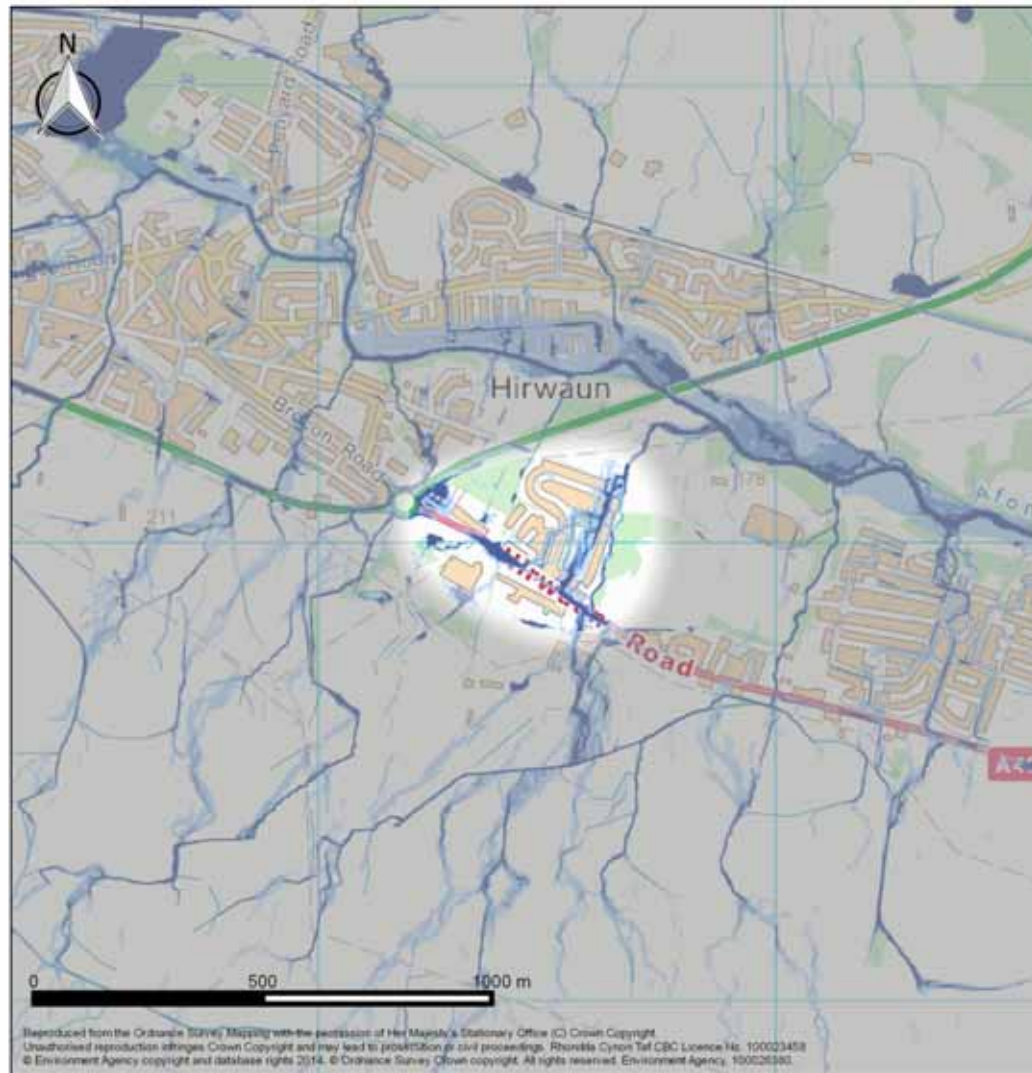 N
Penyard Road
Hirwaun
Brecon Road
211
178
Afon
Hirwaun Road
0 500 1000 m
Reproduced from the Ordnance Survey Mapping with the permission of Her Majesty's Stationary Office (C) Crown Copyright.
Unauthorised reproduction infringes Crown Copyright and may lead to prosecution or civil proceedings. Rhondda Cynon Taf CBC Licence No. 100023458
© Environment Agency copyright and database rights 2014. © Ordnance Survey Crown copyright. All rights reserved. Environment Agency, 100026380.